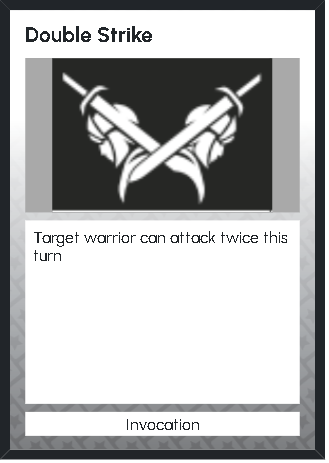 Double Strike
Target warrior can attack twice this
turn
Invocation